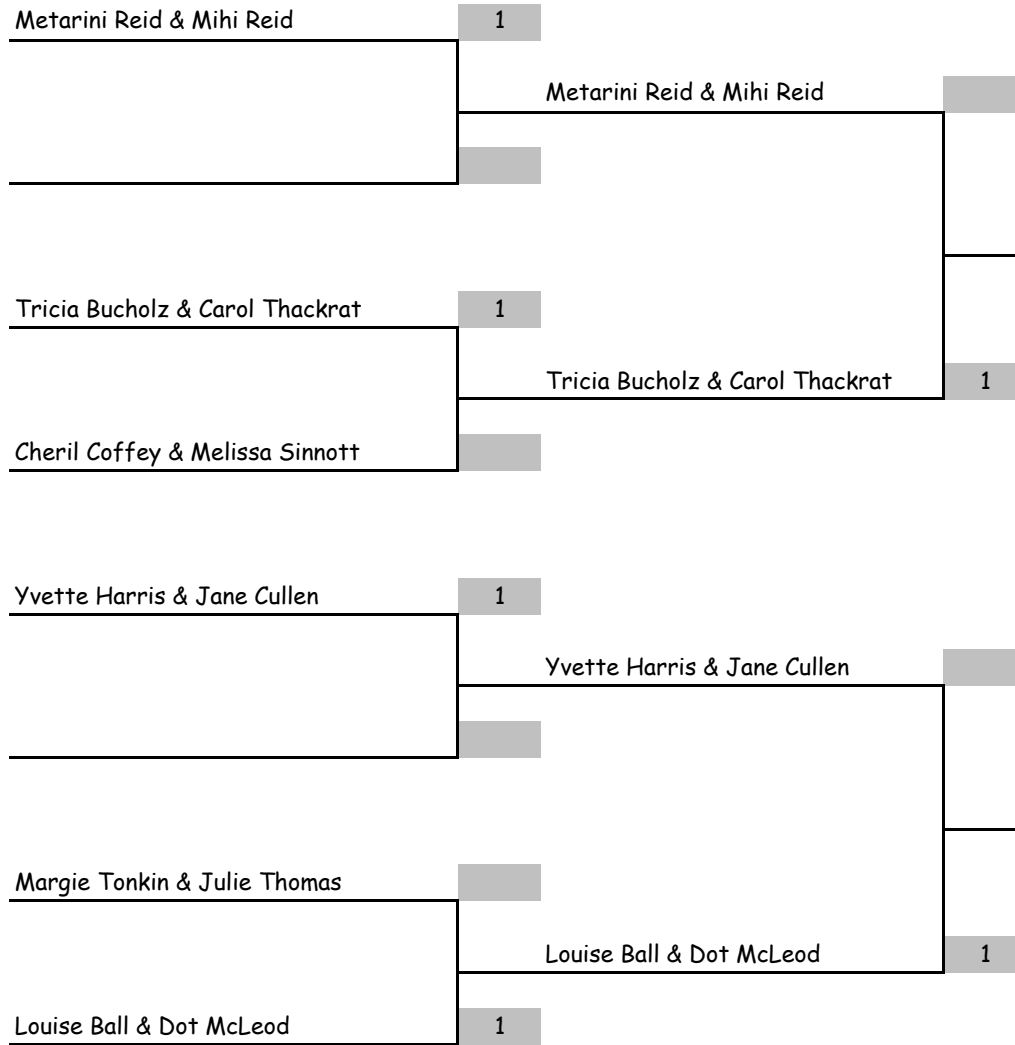 Metarini Reid & Mihi Reid 1
Metarini Reid & Mihi Reid
Tricia Bucholz & Carol Thackrat 1
Tricia Bucholz & Carol Thackrat 1
Cheril Coffey & Melissa Sinnott
Yvette Harris & Jane Cullen 1
Yvette Harris & Jane Cullen
Margie Tonkin & Julie Thomas
Louise Ball & Dot McLeod 1
Louise Ball & Dot McLeod 1